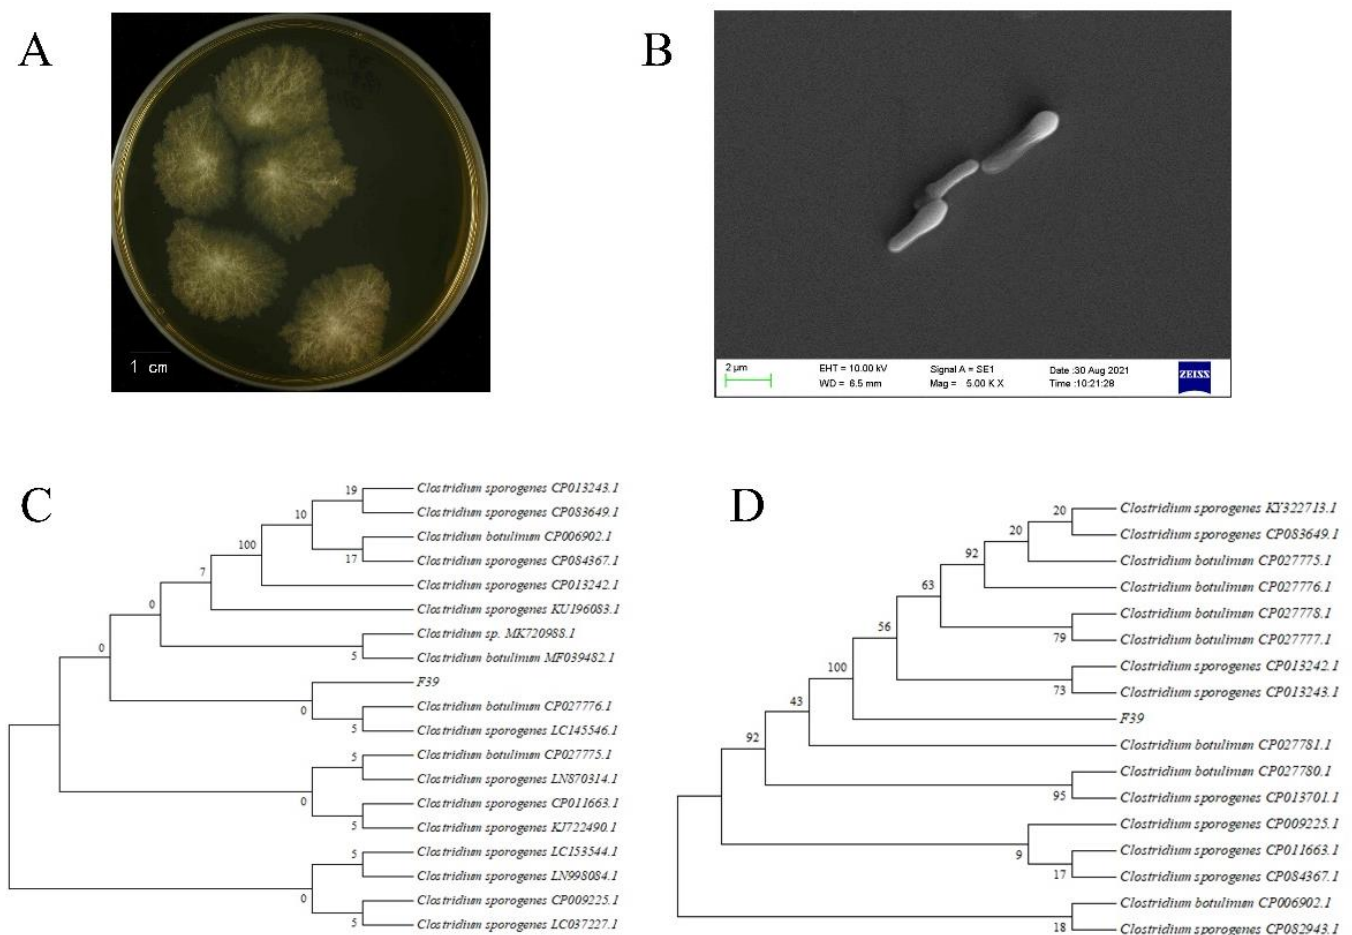 A
1 cm
B
2 µm
EHT = 10.00 kV
WD = 6.5 mm
Signal A = SE1
Mag = 5.00 K X
Date :30 Aug 2021
Time :10:21:28
ZEISS
C
19
10
17
100
7
0
0
5
0
5
5
0
5
5
0
5
Clostridium sporogenes CP013243.1
Clostridium sporogenes CP083649.1
Clostridium botulinum CP006902.1
Clostridium sporogenes CP084367.1
Clostridium sporogenes CP013242.1
Clostridium sporogenes KU196083.1
Clostridium sp. MK720988.1
Clostridium botulinum MF039482.1
F39
Clostridium botulinum CP027776.1
Clostridium sporogenes LC145546.1
Clostridium botulinum CP027775.1
Clostridium sporogenes LN870314.1
Clostridium sporogenes CP011663.1
Clostridium sporogenes KJ722490.1
Clostridium sporogenes LC153544.1
Clostridium sporogenes LN998084.1
Clostridium sporogenes CP009225.1
Clostridium sporogenes LC037227.1
D
20
20
92
63
79
56
73
100
43
92
95
9
17
18
Clostridium sporogenes KY322713.1
Clostridium sporogenes CP083649.1
Clostridium botulinum CP027775.1
Clostridium botulinum CP027776.1
Clostridium botulinum CP027778.1
Clostridium botulinum CP027777.1
Clostridium sporogenes CP013242.1
Clostridium sporogenes CP013243.1
F39
Clostridium botulinum CP027781.1
Clostridium botulinum CP027780.1
Clostridium sporogenes CP013701.1
Clostridium sporogenes CP009225.1
Clostridium sporogenes CP011663.1
Clostridium sporogenes CP084367.1
Clostridium botulinum CP006902.1
Clostridium sporogenes CP082943.1